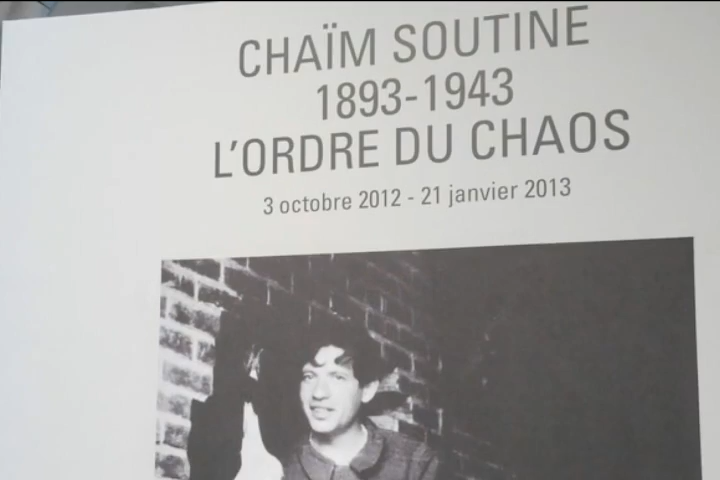 CHAÏM SOUTINE
1893-1943
L'ORDRE DU CHAOS
3 octobre 2012 - 21 janvier 2013